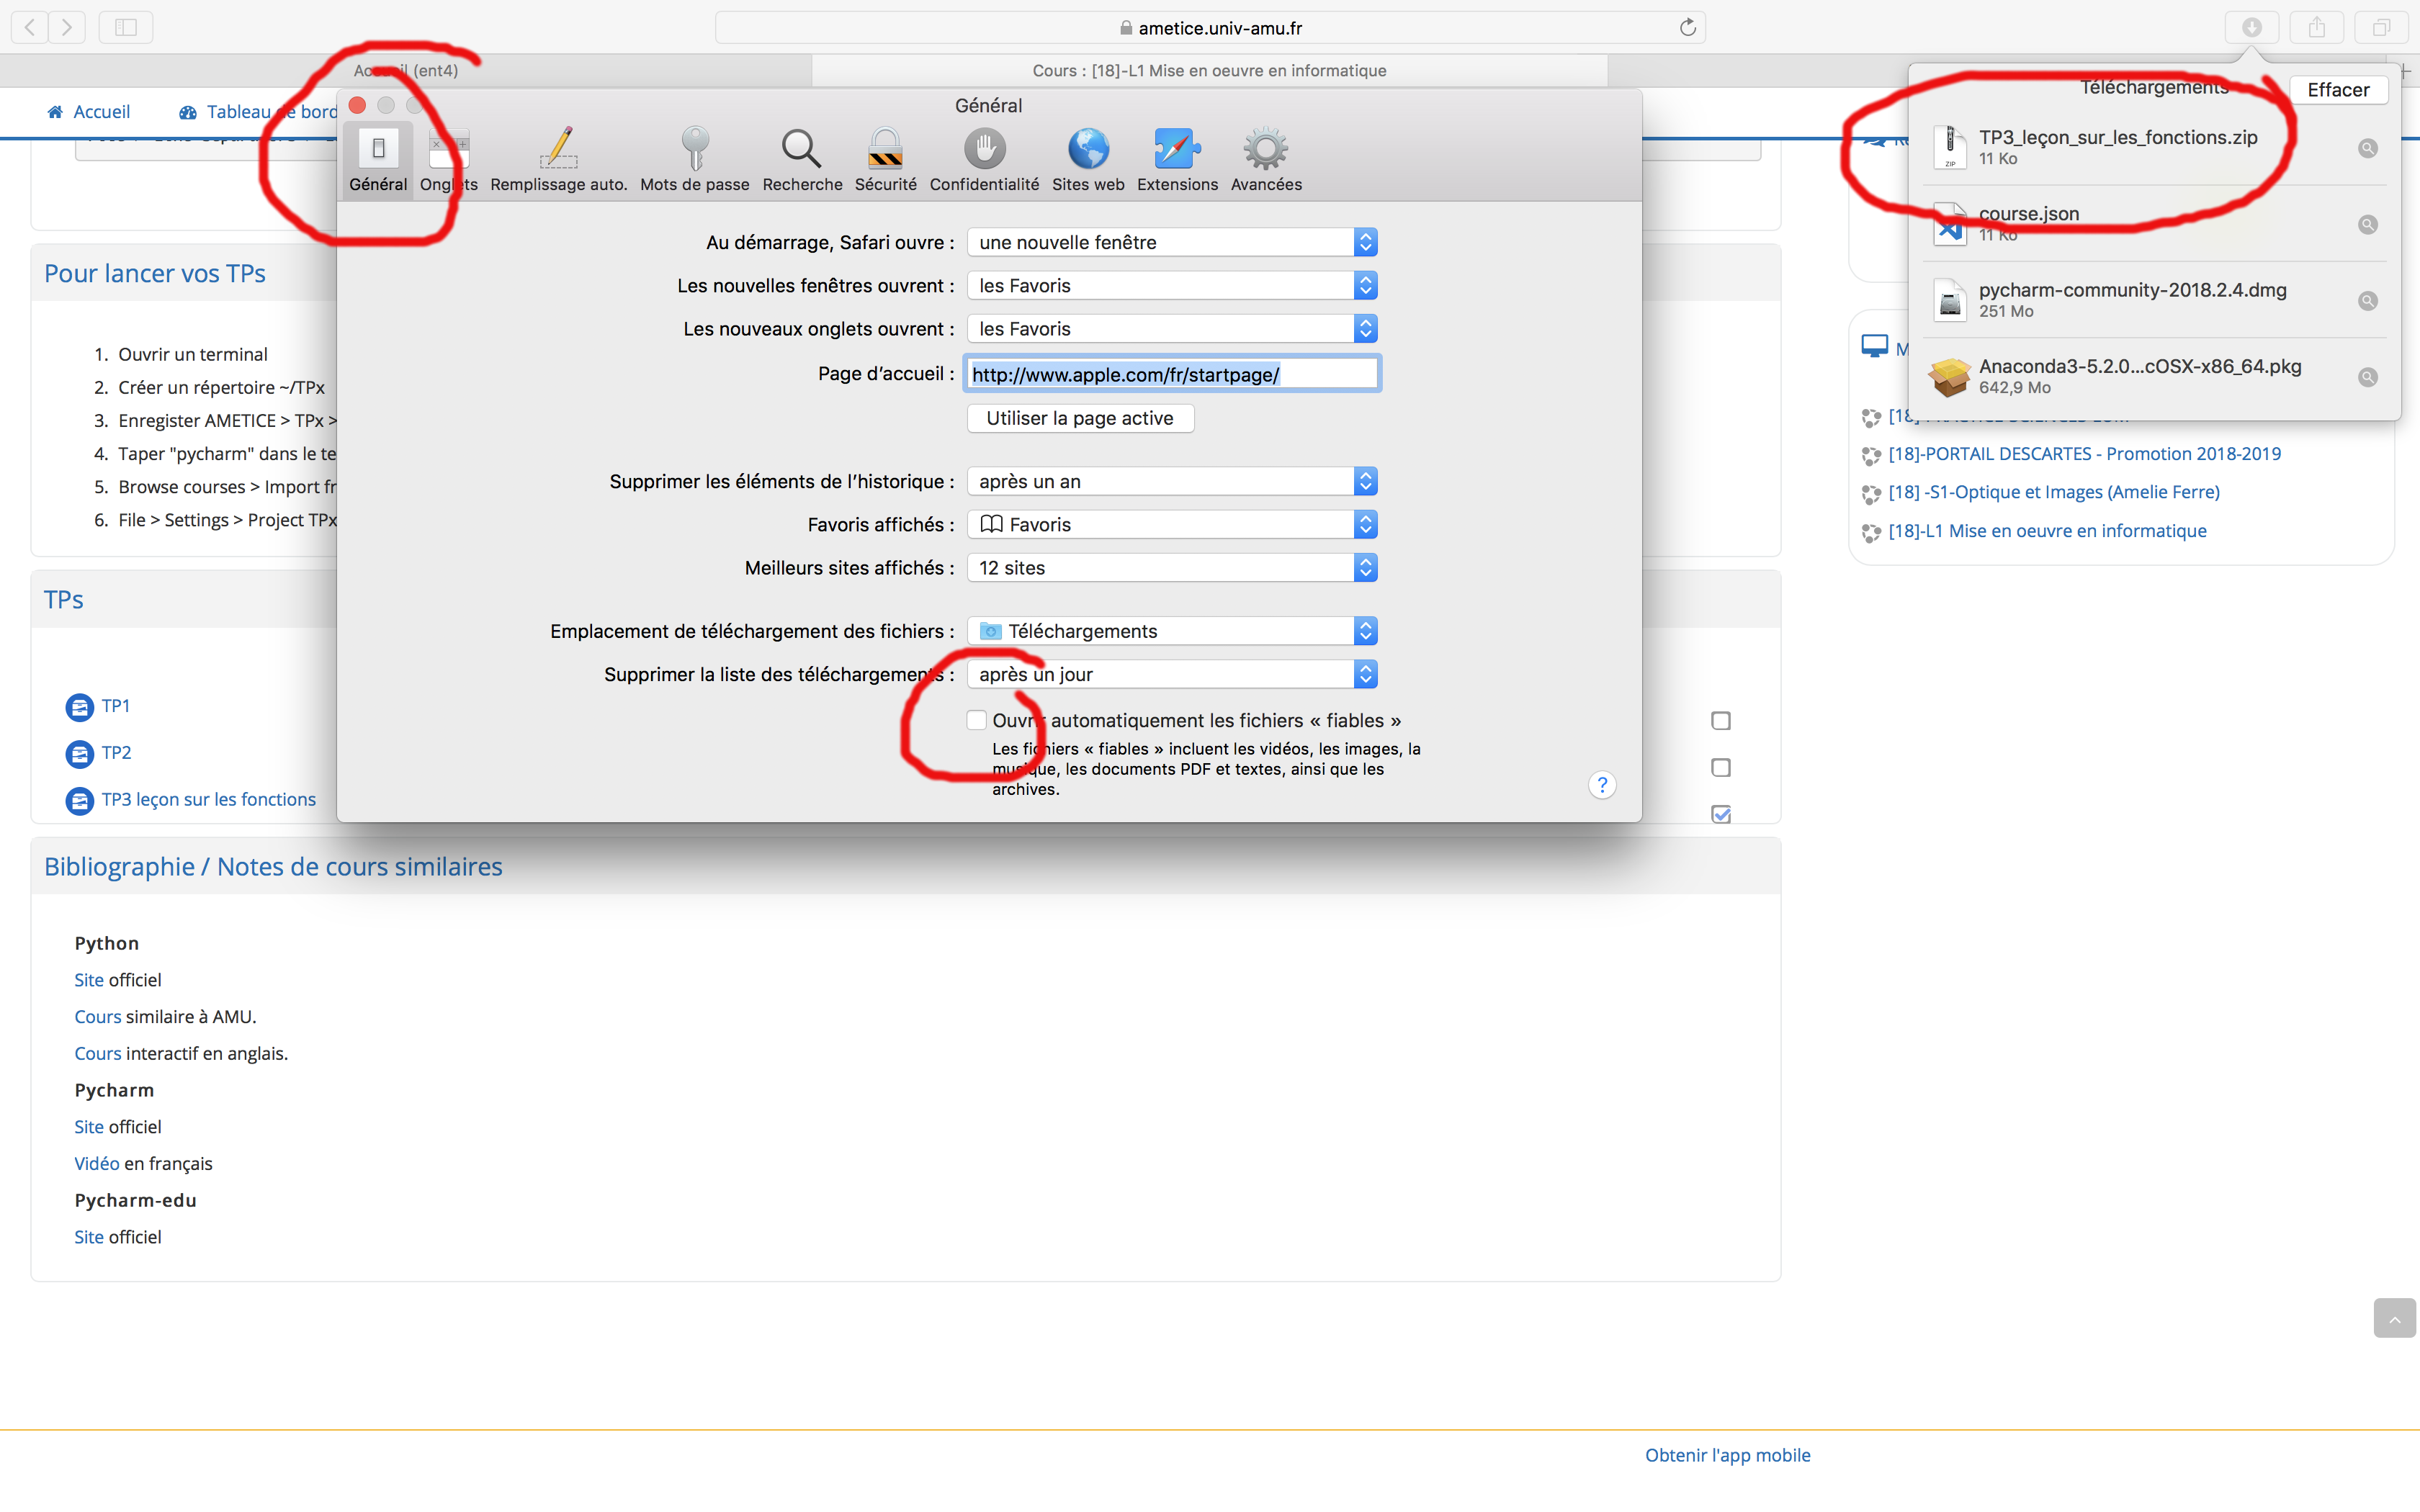 ametice.univ-amu.fr
Accueil (ent4)
Cours : [18]-L1 Mise en oeuvre en informatique
Accueil
Tableau de bord
Général
Général
Onglets
Remplissage auto.
Mots de passe
Recherche
Sécurité
Confidentialité
Sites web
Extensions
Avancées
Au démarrage, Safari ouvre :
une nouvelle fenêtre
Les nouvelles fenêtres ouvrent :
les Favoris
Les nouveaux onglets ouvrent :
les Favoris
Page d’accueil :
http://www.apple.com/fr/startpage/
Utiliser la page active
Supprimer les éléments de l’historique :
après un an
Favoris affichés :
Favoris
Meilleurs sites affichés :
12 sites
Emplacement de téléchargement des fichiers :
Téléchargements
Supprimer la liste des téléchargements :
après un jour
Ouvrir automatiquement les fichiers « fiables »
Les fichiers « fiables » incluent les vidéos, les images, la
musique, les documents PDF et textes, ainsi que les
archives.
?
Téléchargements
Effacer
TP3_leçon_sur_les_fonctions.zip
11 Ko
ZIP
course.json
11 Ko
pycharm-community-2018.2.4.dmg
251 Mo
Anaconda3-5.2.0...cOSX-x86_64.pkg
642,9 Mo
[18]-PORTAIL DESCARTES - Promotion 2018-2019
[18] -S1-Optique et Images (Amelie Ferre)
[18]-L1 Mise en oeuvre en informatique
Pour lancer vos TPs
1. Ouvrir un terminal
2. Créer un répertoire ~/TPx
3. Enregister AMETICE > TPx >
4. Taper "pycharm" dans le te
5. Browse courses > Import fr
6. File > Settings > Project TPx
TPs
TP1
TP2
TP3 leçon sur les fonctions
Bibliographie / Notes de cours similaires
Python
Site officiel
Cours similaire à AMU.
Cours interactif en anglais.
Pycharm
Site officiel
Vidéo en français
Pycharm-edu
Site officiel
Obtenir l'app mobile